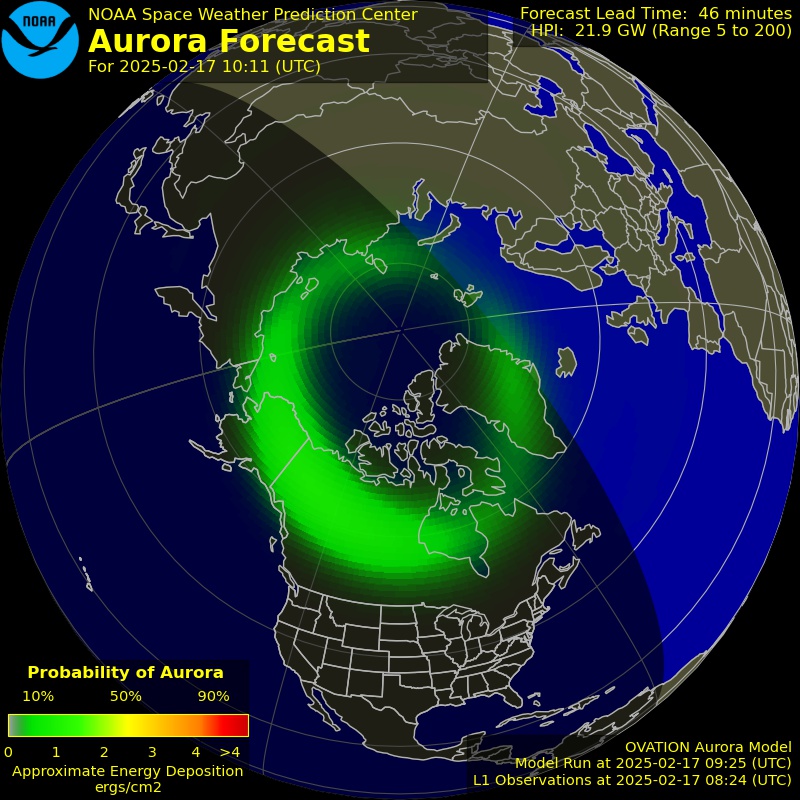 NOAA
NOAA Space Weather Prediction Center
Aurora Forecast
For 2025-02-17 10:11 (UTC)
Forecast Lead Time: 46 minutes
HPI: 21.9 GW (Range 5 to 200)
Probability of Aurora
10% 50% 90%
0 1 2 3 4 >4
Approximate Energy Deposition
ergs/cm2
OVATION Aurora Model
Model Run at 2025-02-17 09:25 (UTC)
L1 Observations at 2025-02-17 08:24 (UTC)